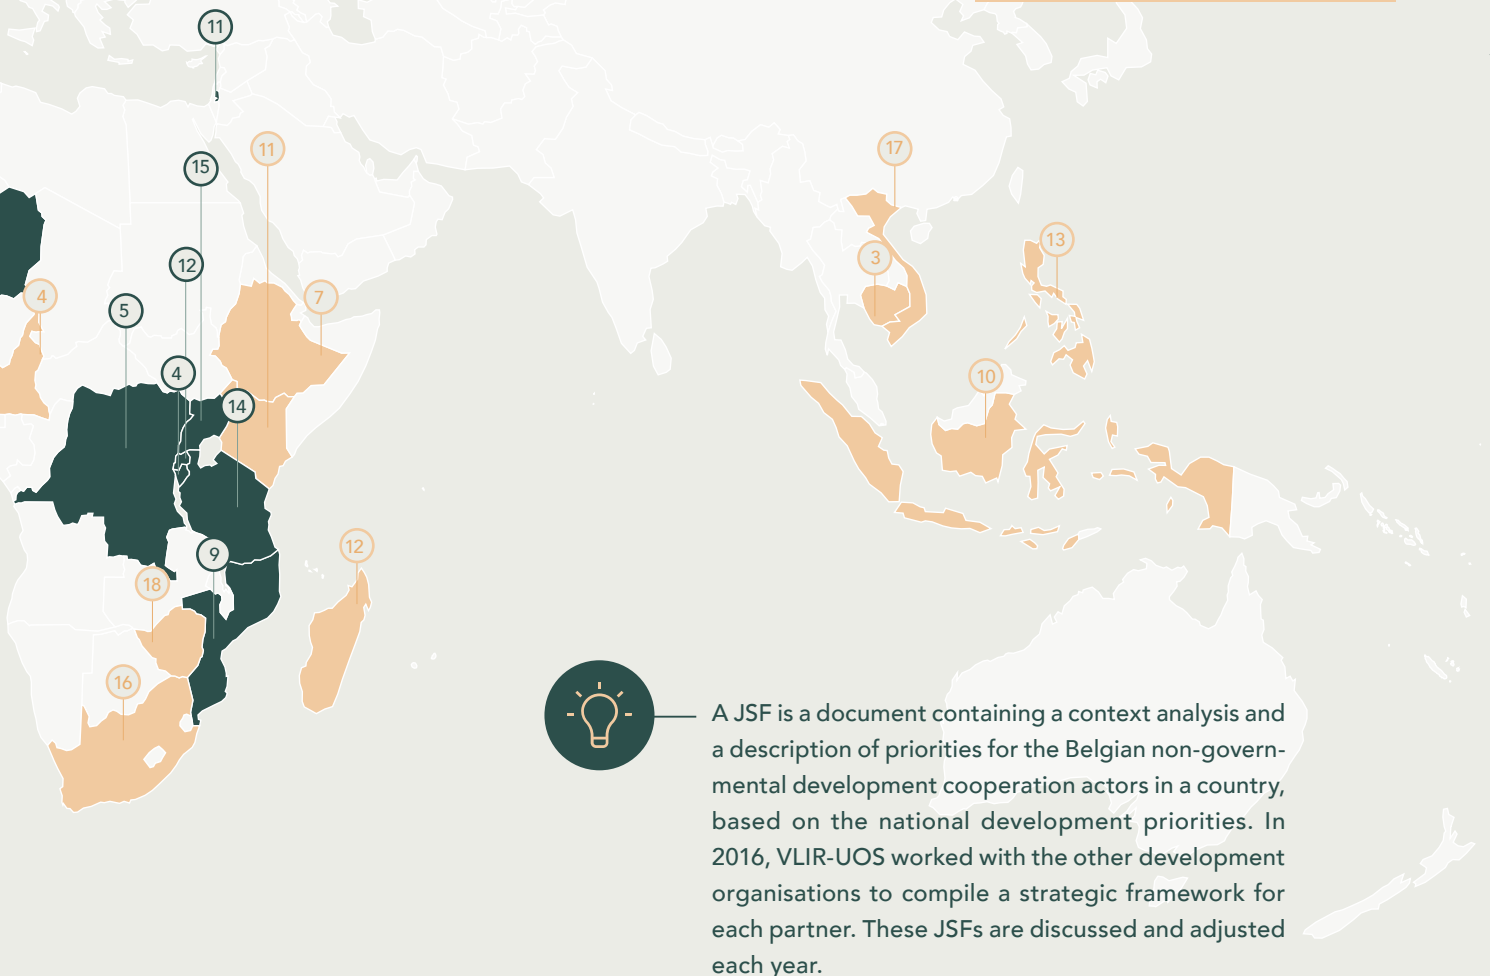 11
11
17
15
13
12
3
4
7
5
4
10
14
9
12
18
16
A JSF is a document containing a context analysis and
a description of priorities for the Belgian non-govern-
mental development cooperation actors in a country,
based on the national development priorities. In
2016, VLIR-UOS worked with the other development
organisations to compile a strategic framework for
each partner. These JSFs are discussed and adjusted
each year.